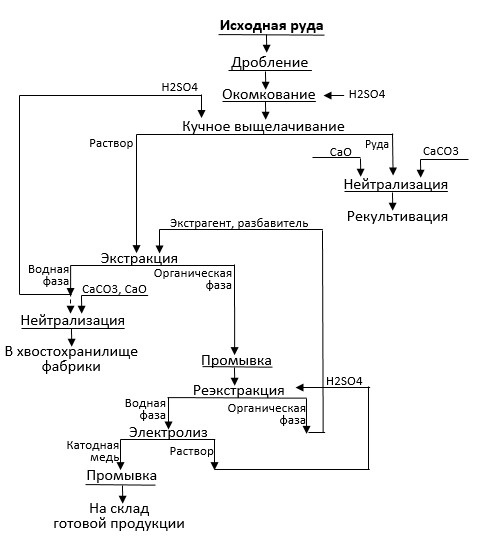 Исходная руда
Дробление
H2SO4
Окомкование
H2SO4
Кучное выщелачивание
Раствор
Руда
CaO
CaCO3
Нейтрализация
Рекультивация
Экстрагент, разбавитель
Экстракция
Водная
фаза
Органическая
фаза
CaCO3, CaO
Нейтрализация
В хвостохранилище
фабрики
Промывка
Реэкстракция
H2SO4
Водная
фаза
Органическая
фаза
Электролиз
Катодная
медь
Раствор
Промывка
На склад
готовой продукции